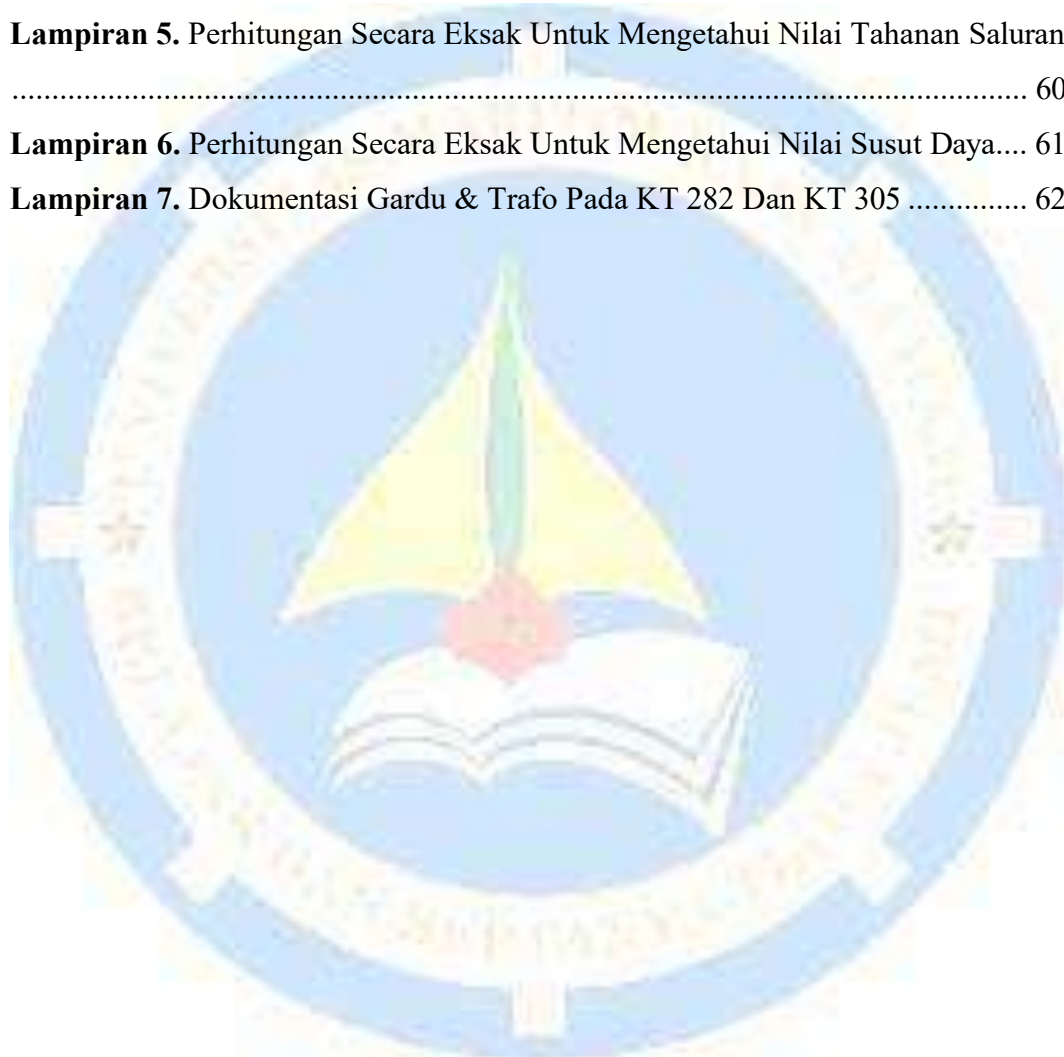 Lampiran 5. Perhitungan Secara Eksak Untuk Mengetahui Nilai Tahanan Saluran
................................................................................................................................ 60
Lampiran 6. Perhitungan Secara Eksak Untuk Mengetahui Nilai Susut Daya.... 61
Lampiran 7. Dokumentasi Gardu & Trafo Pada KT 282 Dan KT 305 ............... 62